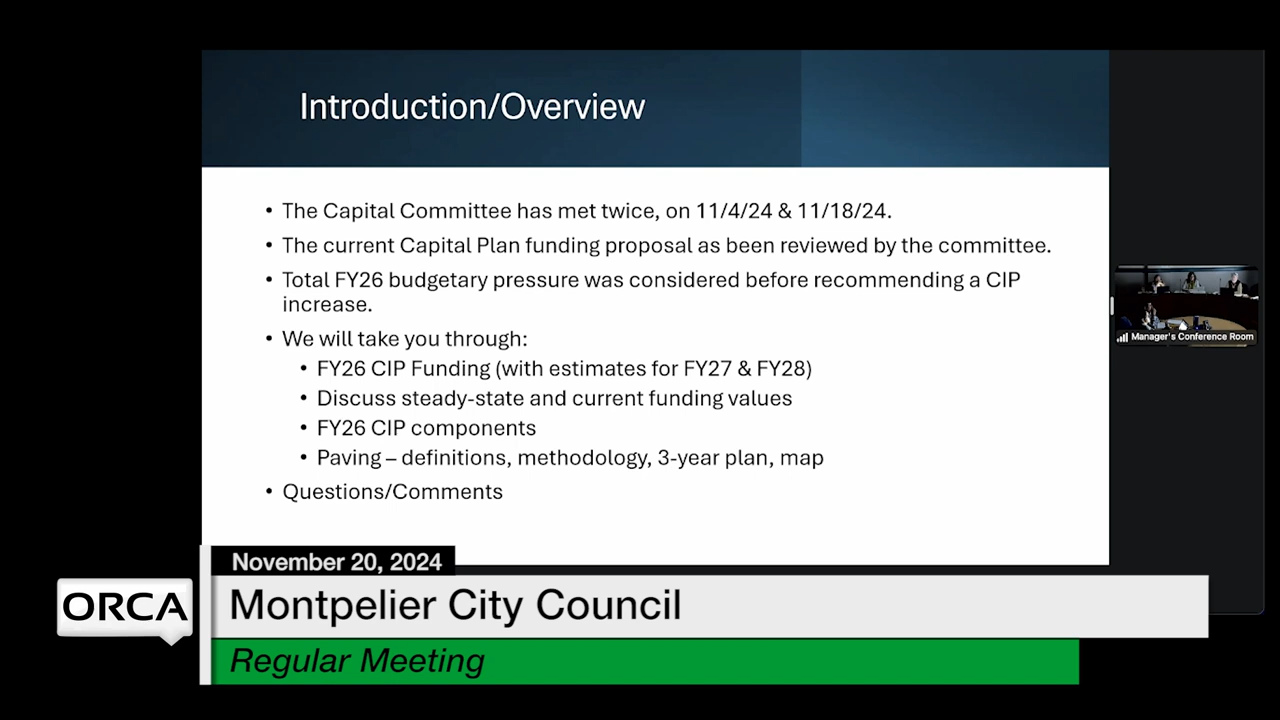 Introduction/Overview
• The Capital Committee has met twice, on 11/4/24 & 11/18/24.
• The current Capital Plan funding proposal as been reviewed by the committee.
• Total FY26 budgetary pressure was considered before recommending a CIP
increase.
• We will take you through:
• FY26 CIP Funding (with estimates for FY27 & FY28)
• Discuss steady-state and current funding values
• FY26 CIP components
• Paving – definitions, methodology, 3-year plan, map
• Questions/Comments
Manager's Conference Room
November 20, 2024
ORCA
Montpelier City Council
Regular Meeting